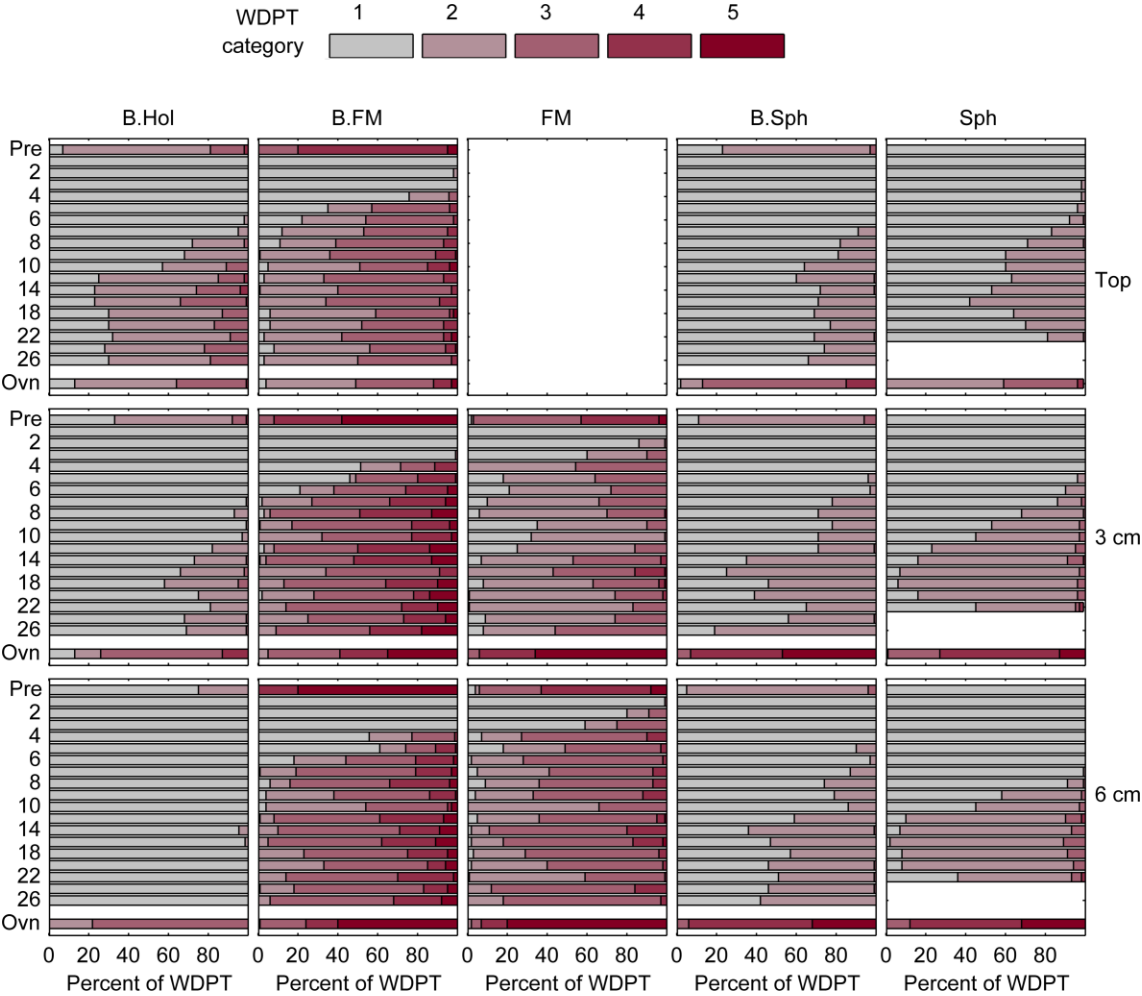 WDPT 1 2 3 4 5
category
B.Hol B.FM FM B.Sph Sph
Pre
2
4
6
8
10
14
18
22
26
Ovn
Top
Pre
2
4
6
8
10
14
18
22
26
Ovn
3 cm
Pre
2
4
6
8
10
14
18
22
26
Ovn
6 cm
0 20 40 60 80 0 20 40 60 80 0 20 40 60 80 0 20 40 60 80 0 20 40 60 80
Percent of WDPT Percent of WDPT Percent of WDPT Percent of WDPT Percent of WDPT